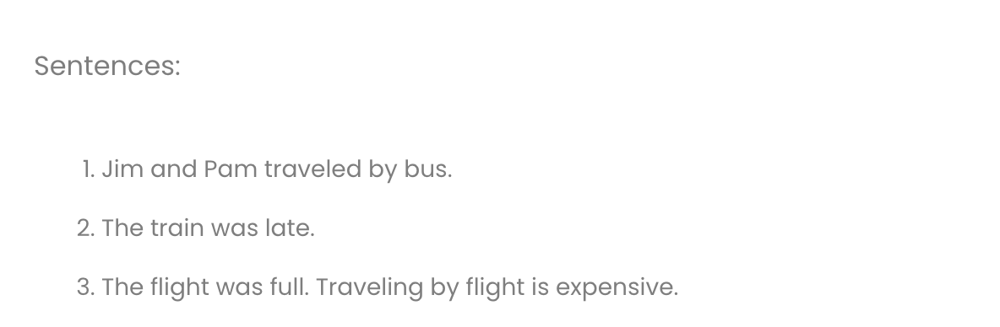 Sentences:
1. Jim and Pam traveled by bus.
2. The train was late.
3. The flight was full. Traveling by flight is expensive.